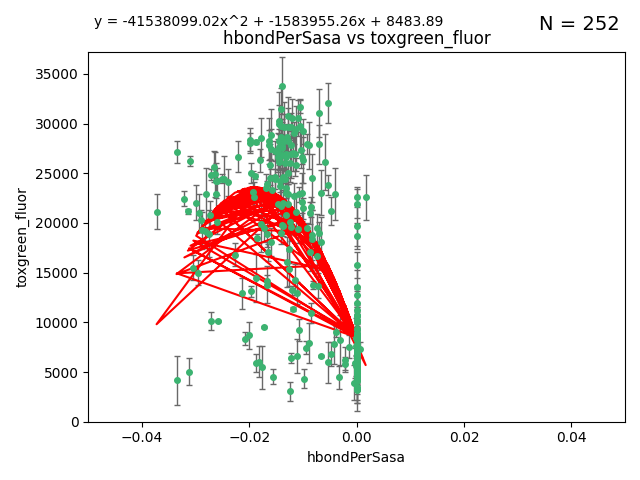 y = -41538099.02x^2 + -1583955.26x + 8483.89
N = 252
hbondPerSasa vs toxgreen_fluor
toxgreen_fluor
35000
30000
25000
20000
15000
10000
5000
0
−0.04
−0.02
0.00
0.02
0.04
hbondPerSasa